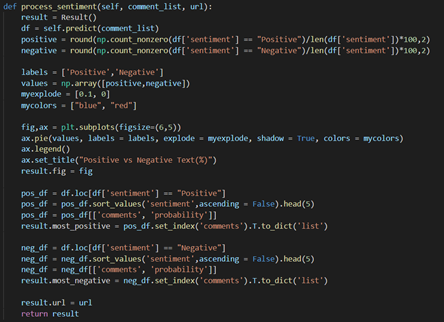 def process_sentiment(self, comment_list, url):
    result = Result()
    df = self.predict(comment_list)
    positive = round(np.count_nonzero(df['sentiment'] == "Positive")/len(df['sentiment'])*100,2)
    negative = round(np.count_nonzero(df['sentiment'] == "Negative")/len(df['sentiment'])*100,2)

    labels = ['Positive','Negative']
    values = np.array([positive,negative])
    myexplode = [0.1, 0]
    mycolors = ["blue", "red"]

    fig,ax = plt.subplots(figsize=(6,5))
    ax.pie(values, labels = labels, explode = myexplode, shadow = True, colors = mycolors)
    ax.legend()
    ax.set_title("Positive vs Negative Text(%)")
    result.fig = fig

    pos_df = df.loc[df['sentiment'] == "Positive"]
    pos_df = pos_df.sort_values('sentiment',ascending = False).head(5)
    pos_df = pos_df[['comments', 'probability']]
    result.most_positive = pos_df.set_index('comments').T.to_dict('list')

    neg_df = df.loc[df['sentiment'] == "Negative"]
    neg_df = neg_df.sort_values('sentiment',ascending = False).head(5)
    neg_df = neg_df[['comments', 'probability']]
    result.most_negative = neg_df.set_index('comments').T.to_dict('list')

    result.url = url
    return result